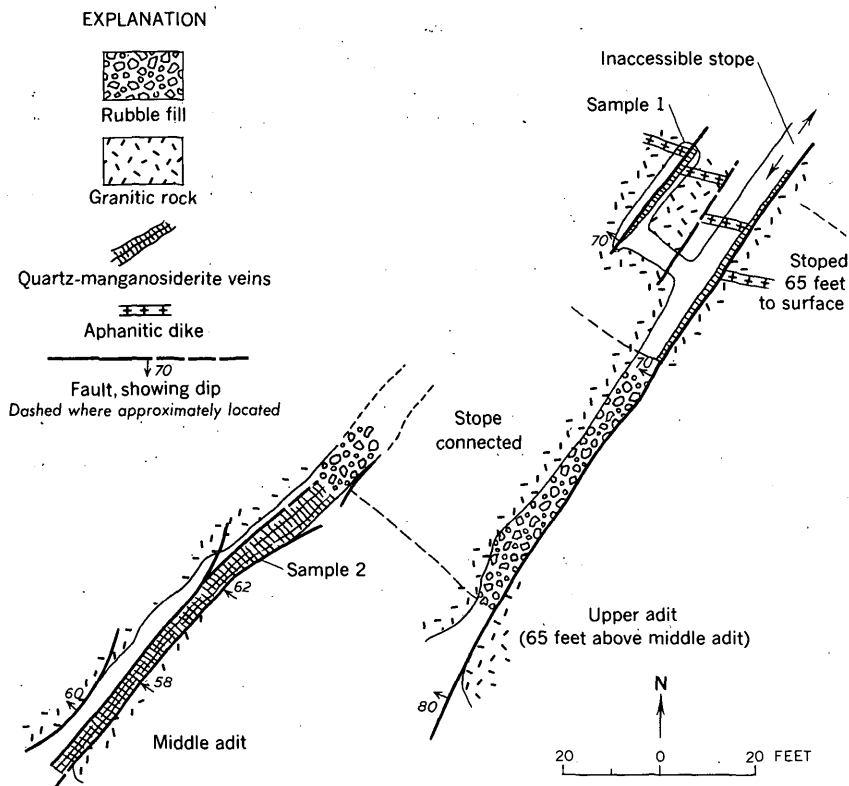 EXPLANATION
Rubble fill
Granitic rock
Quartz-manganosiderite veins
Aphanitic dike
70
Fault, showing dip
Dashed where approximately located
Inaccessible stope
Sample 1
70
Stoped
65 feet
to surface
70
Stope
connected
Sample 2
62
58
60
Middle adit
Upper adit
(65 feet above middle adit)
80
N
20 0 20 FEET